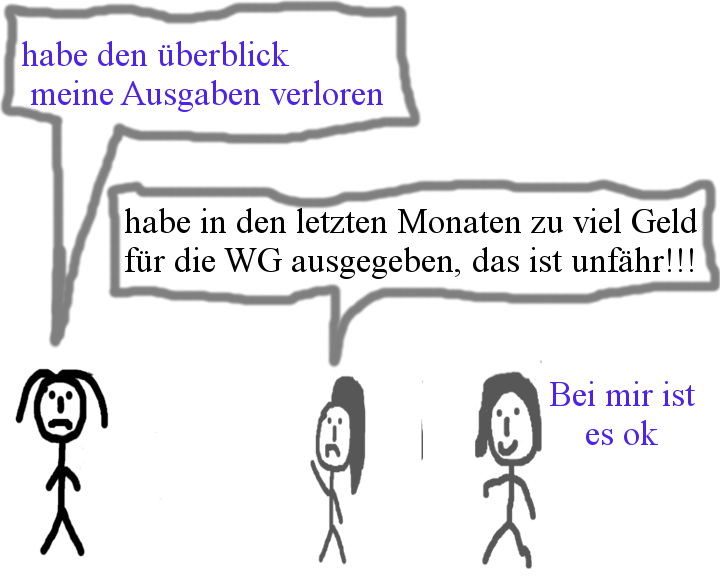 habe den überblick
meine Ausgaben verloren
habe in den letzten Monaten zu viel Geld
für die WG ausgegeben, das ist unfähr!!!
Bei mir ist
es ok